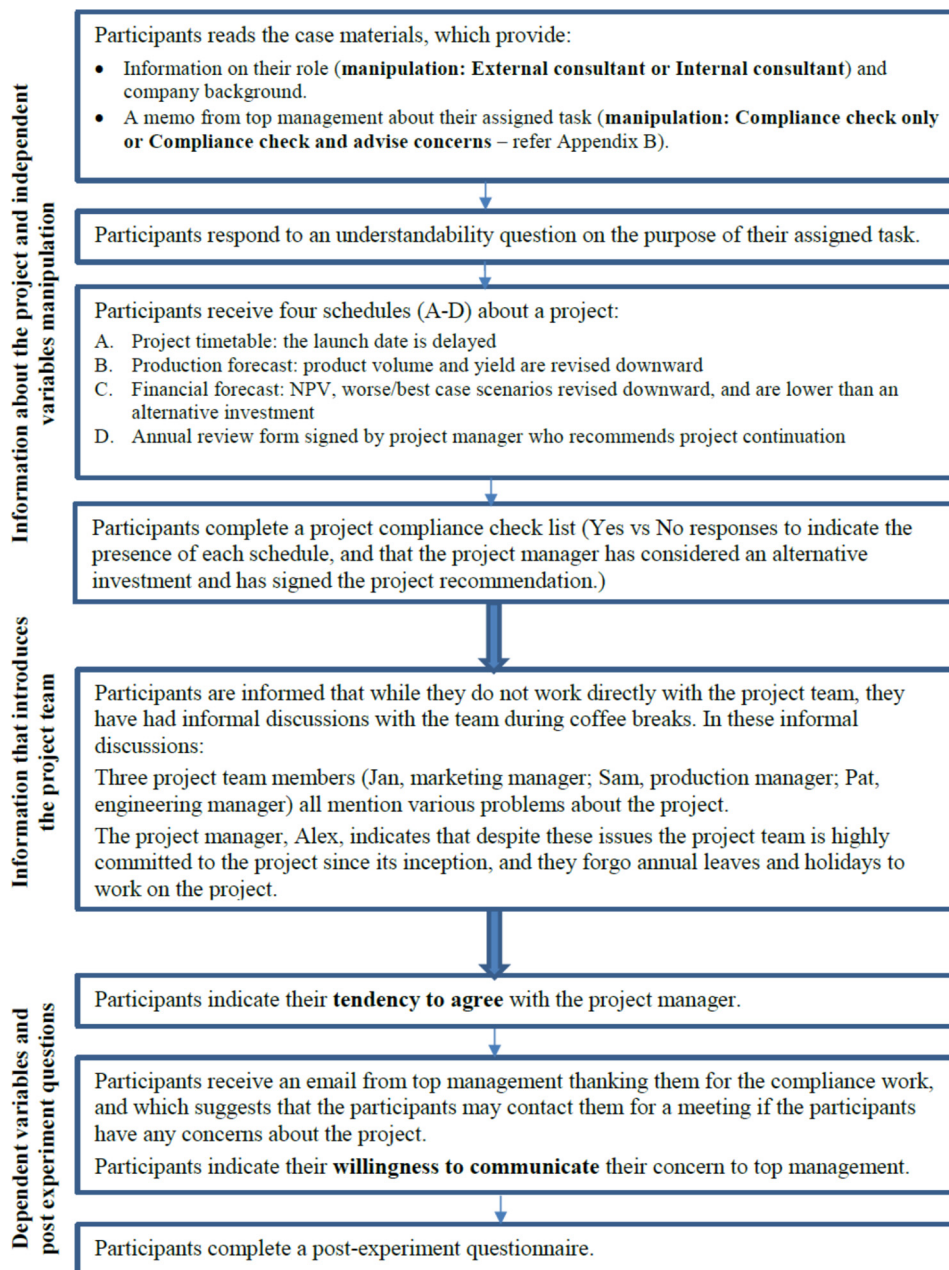 Information about the project and independent
variables manipulation
Participants reads the case materials, which provide:
• Information on their role (manipulation: External consultant or Internal consultant) and
company background.
• A memo from top management about their assigned task (manipulation: Compliance check only
or Compliance check and advise concerns – refer Appendix B).
Participants respond to an understandability question on the purpose of their assigned task.
Participants receive four schedules (A-D) about a project:
A. Project timetable: the launch date is delayed
B. Production forecast: product volume and yield are revised downward
C. Financial forecast: NPV, worse/best case scenarios revised downward, and are lower than an
alternative investment
D. Annual review form signed by project manager who recommends project continuation
Participants complete a project compliance check list (Yes vs No responses to indicate the
presence of each schedule, and that the project manager has considered an alternative
investment and has signed the project recommendation.)
Information that introduces
the project team
Participants are informed that while they do not work directly with the project team, they
have had informal discussions with the team during coffee breaks. In these informal
discussions:
Three project team members (Jan, marketing manager; Sam, production manager; Pat,
engineering manager) all mention various problems about the project.
The project manager, Alex, indicates that despite these issues the project team is highly
committed to the project since its inception, and they forgo annual leaves and holidays to
work on the project.
Dependent variables and
post experiment questions
Participants indicate their tendency to agree with the project manager.
Participants receive an email from top management thanking them for the compliance work,
and which suggests that the participants may contact them for a meeting if the participants
have any concerns about the project.
Participants indicate their willingness to communicate their concern to top management.
Participants complete a post-experiment questionnaire.